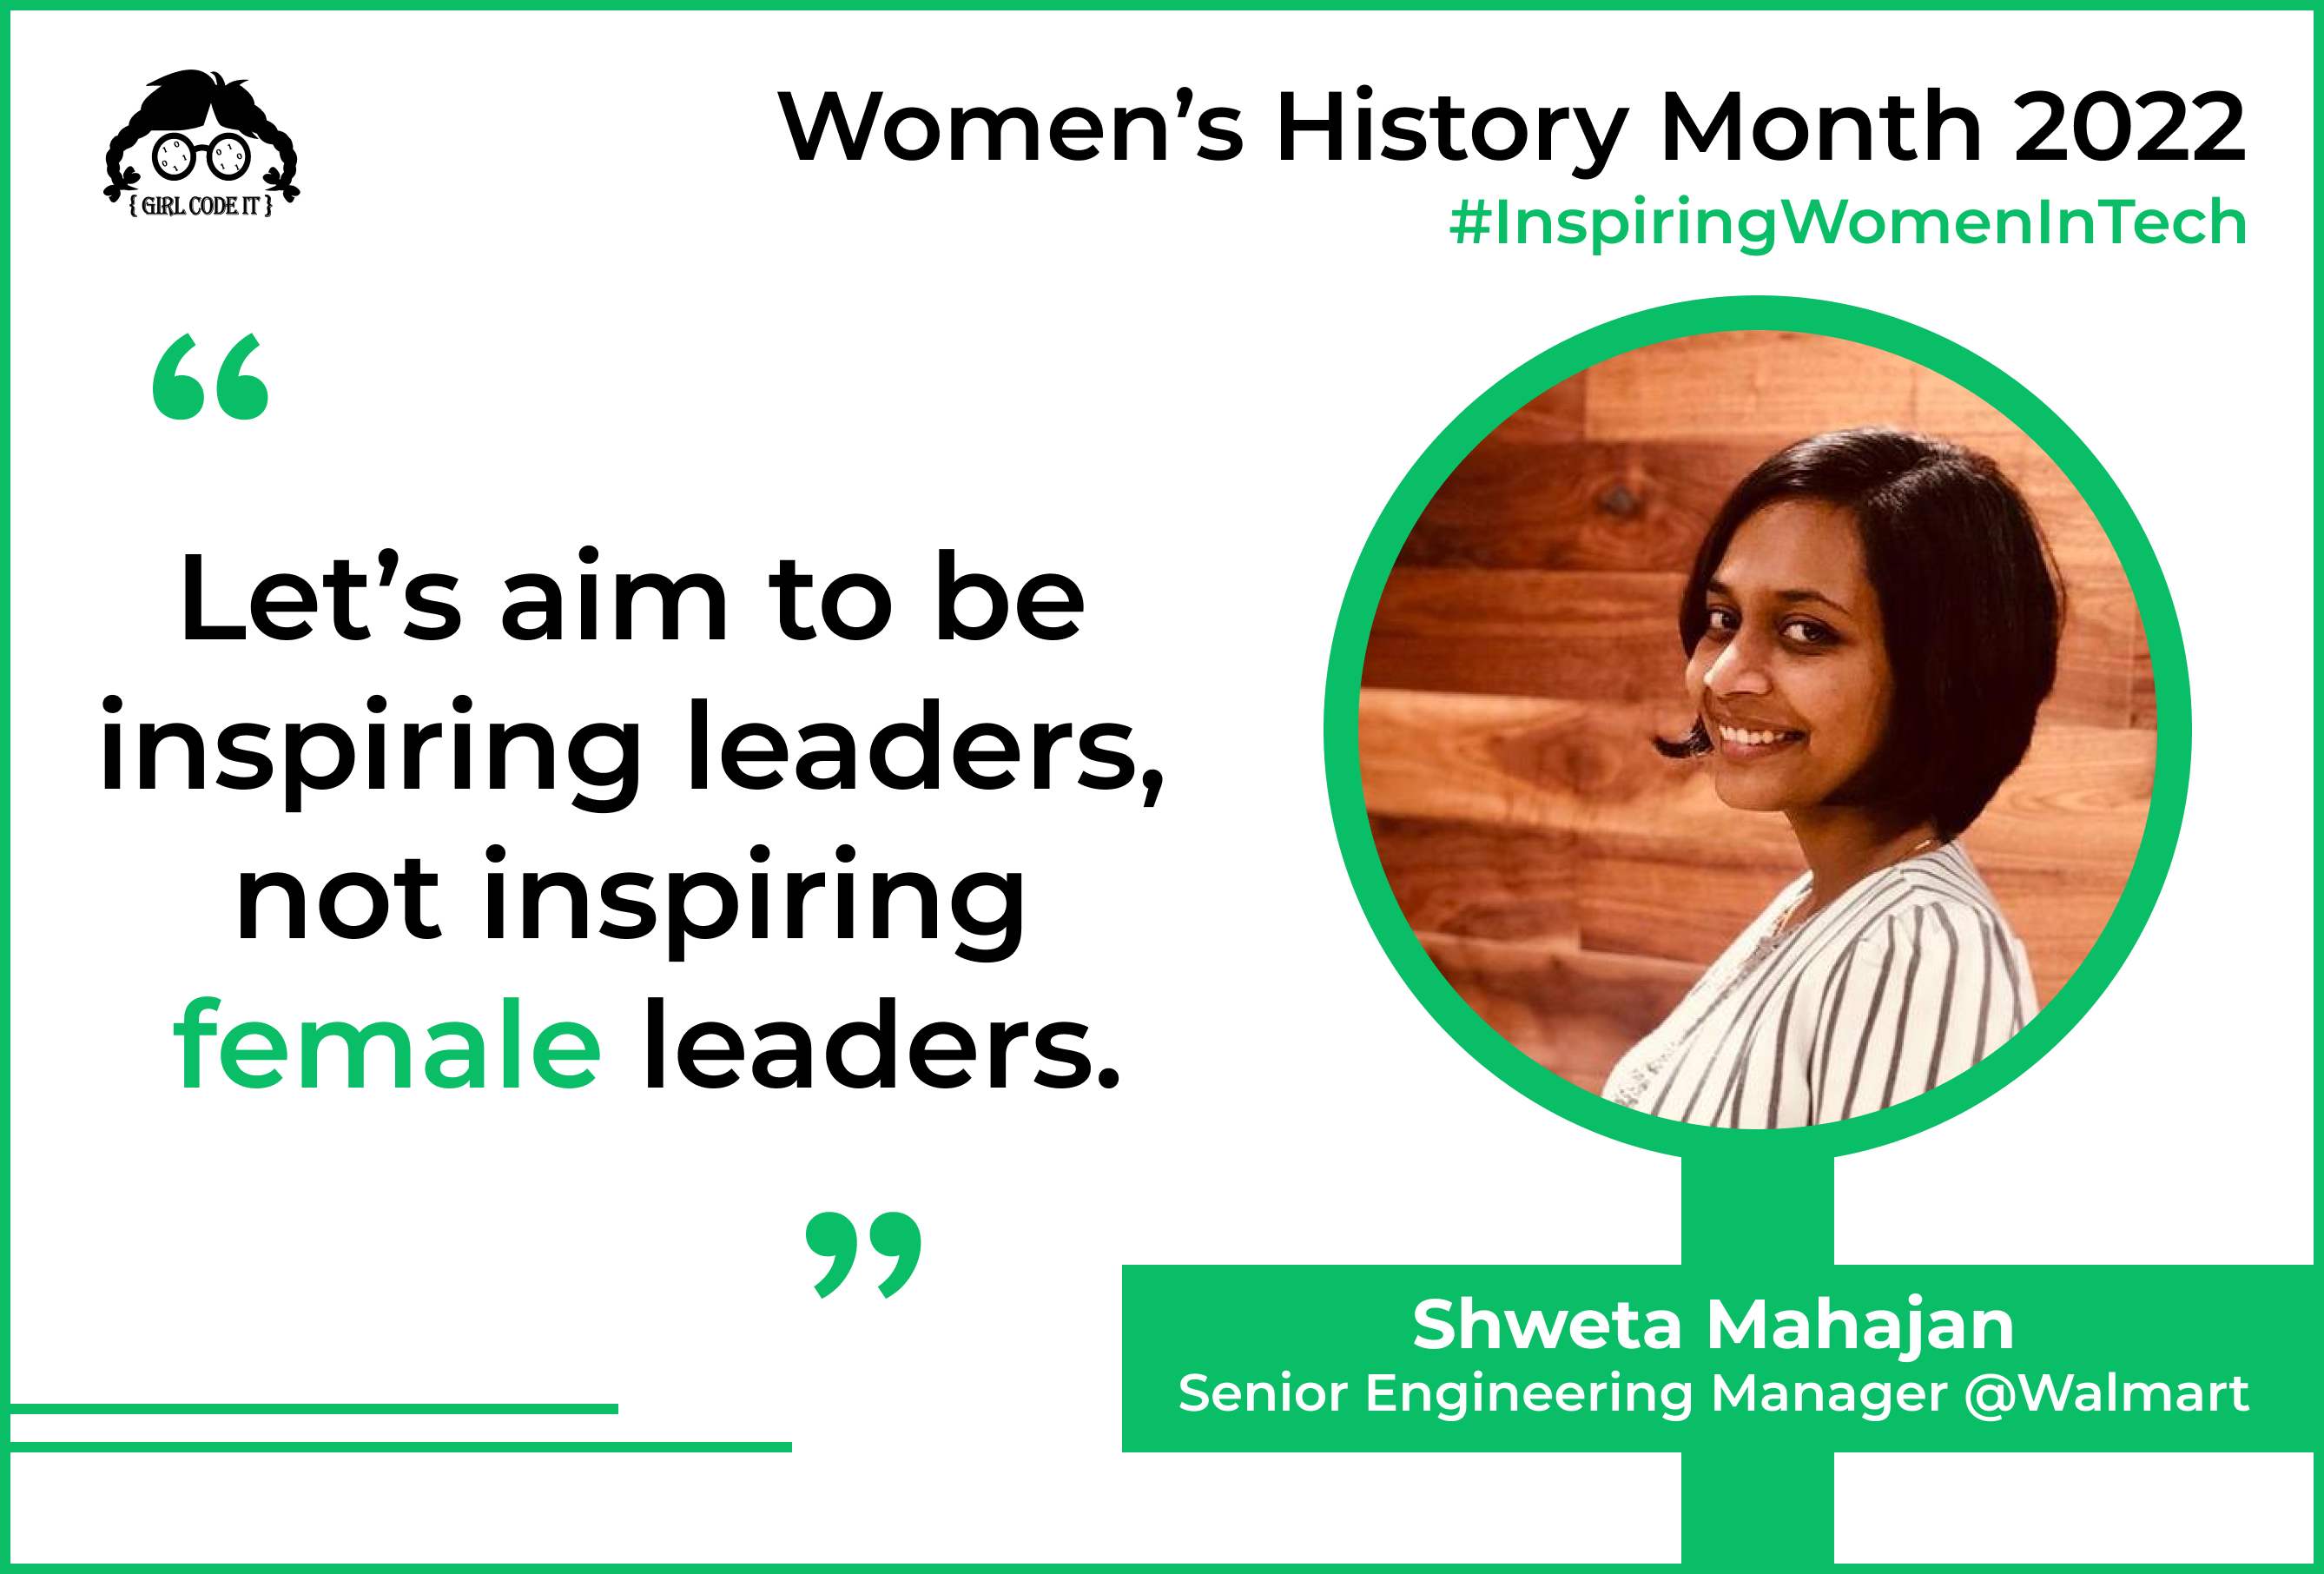 { GIRL CODE IT }
Women’s History Month 2022
#InspiringWomenInTech
“
Let’s aim to be
inspiring leaders,
not inspiring
female leaders.
”
Shweta Mahajan
Senior Engineering Manager @Walmart